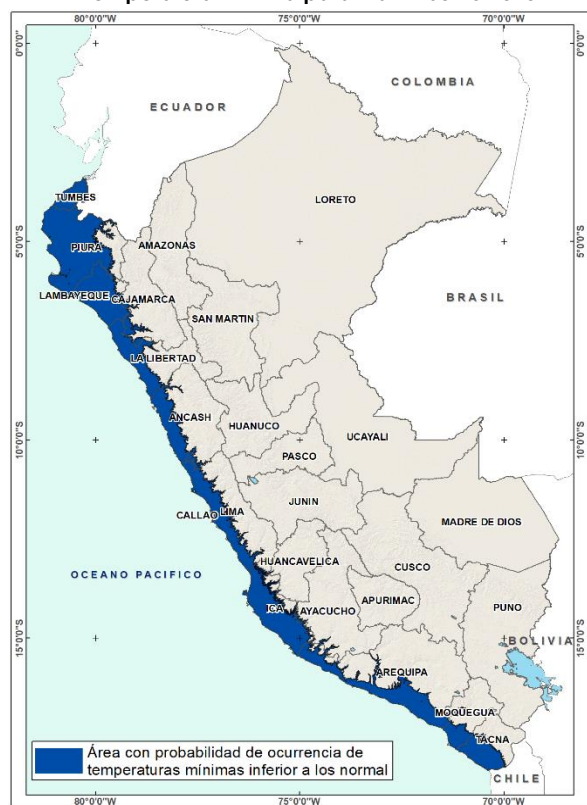 80°0'0"O 75°0'0"O 70°0'0"O
0°0'0" 0°0'0"
COLOMBIA
ECUADOR
TUMBES
LORETO
5°0'0"S 5°0'0"S
PIURA
AMAZONAS
LAMBAYEQUE
CAJAMARCA
BRASIL
SAN MARTIN
LA LIBERTAD
ANCASH
HUANUCO
UCAYALI
10°0'0"S 10°0'0"S
PASCO
JUNIN
CALLAO
LIMA
MADRE DE DIOS
HUANCAVELICA
CUSCO
OCEANO PACIFICO
APURIMAC
PUNO
ICA
AYACUCHO
15°0'0"S 15°0'0"S
BOLIVIA
AREQUIPA
MOQUEGUA
TACNA
Área con probabilidad de ocurrencia de
temperaturas mínimas inferior a los normal
CHILE
80°0'0"O 75°0'0"O 70°0'0"O